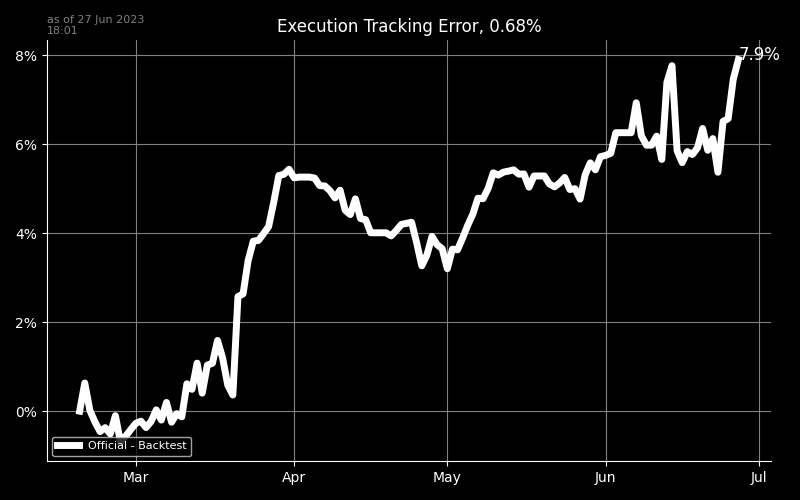 as of 27 Jun 2023
18:01
Execution Tracking Error, 0.68%
8%
7.9%
6%
4%
2%
0%
Official - Backtest
Mar Apr May Jun Jul